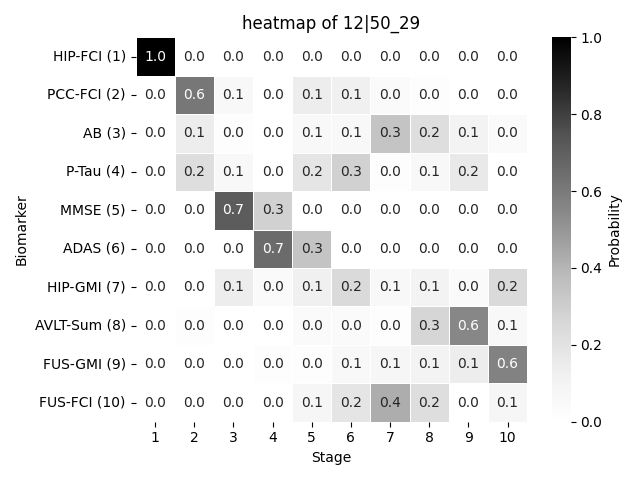 heatmap of 12|50_29
HIP-FCI (1) 1.0 0.0 0.0 0.0 0.0 0.0 0.0 0.0 0.0 0.0
PCC-FCI (2) 0.0 0.6 0.1 0.0 0.1 0.1 0.0 0.0 0.0 0.0
AB (3) 0.0 0.1 0.0 0.0 0.1 0.1 0.3 0.2 0.1 0.0
P-Tau (4) 0.0 0.2 0.1 0.0 0.2 0.3 0.0 0.1 0.2 0.0
MMSE (5) 0.0 0.0 0.7 0.3 0.0 0.0 0.0 0.0 0.0 0.0
ADAS (6) 0.0 0.0 0.0 0.7 0.3 0.0 0.0 0.0 0.0 0.0
HIP-GMI (7) 0.0 0.0 0.1 0.0 0.1 0.2 0.1 0.1 0.0 0.2
AVLT-Sum (8) 0.0 0.0 0.0 0.0 0.0 0.0 0.0 0.3 0.6 0.1
FUS-GMI (9) 0.0 0.0 0.0 0.0 0.0 0.1 0.1 0.1 0.1 0.6
FUS-FCI (10) 0.0 0.0 0.0 0.0 0.1 0.2 0.4 0.2 0.0 0.1
1 2 3 4 5 6 7 8 9 10
Stage
Biomarker
1.0
0.8
0.6
0.4
0.2
0.0
Probability